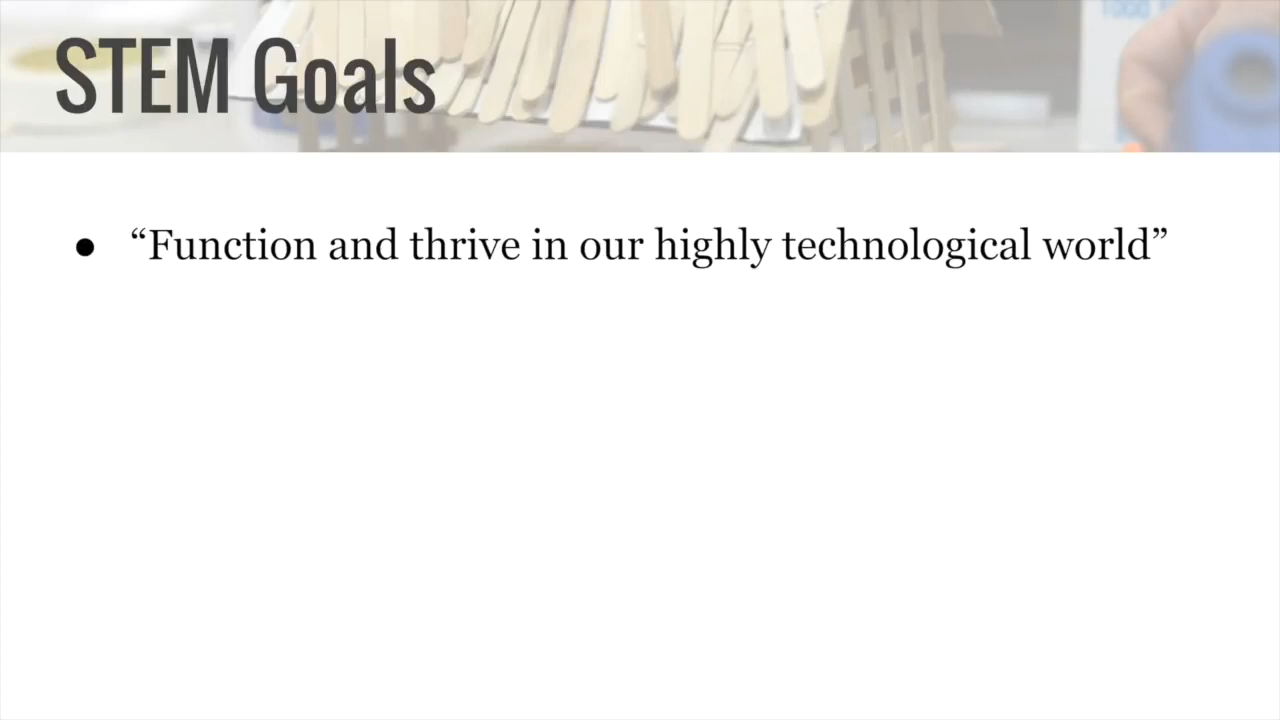 STEM Goals
● “Function and thrive in our highly technological world”